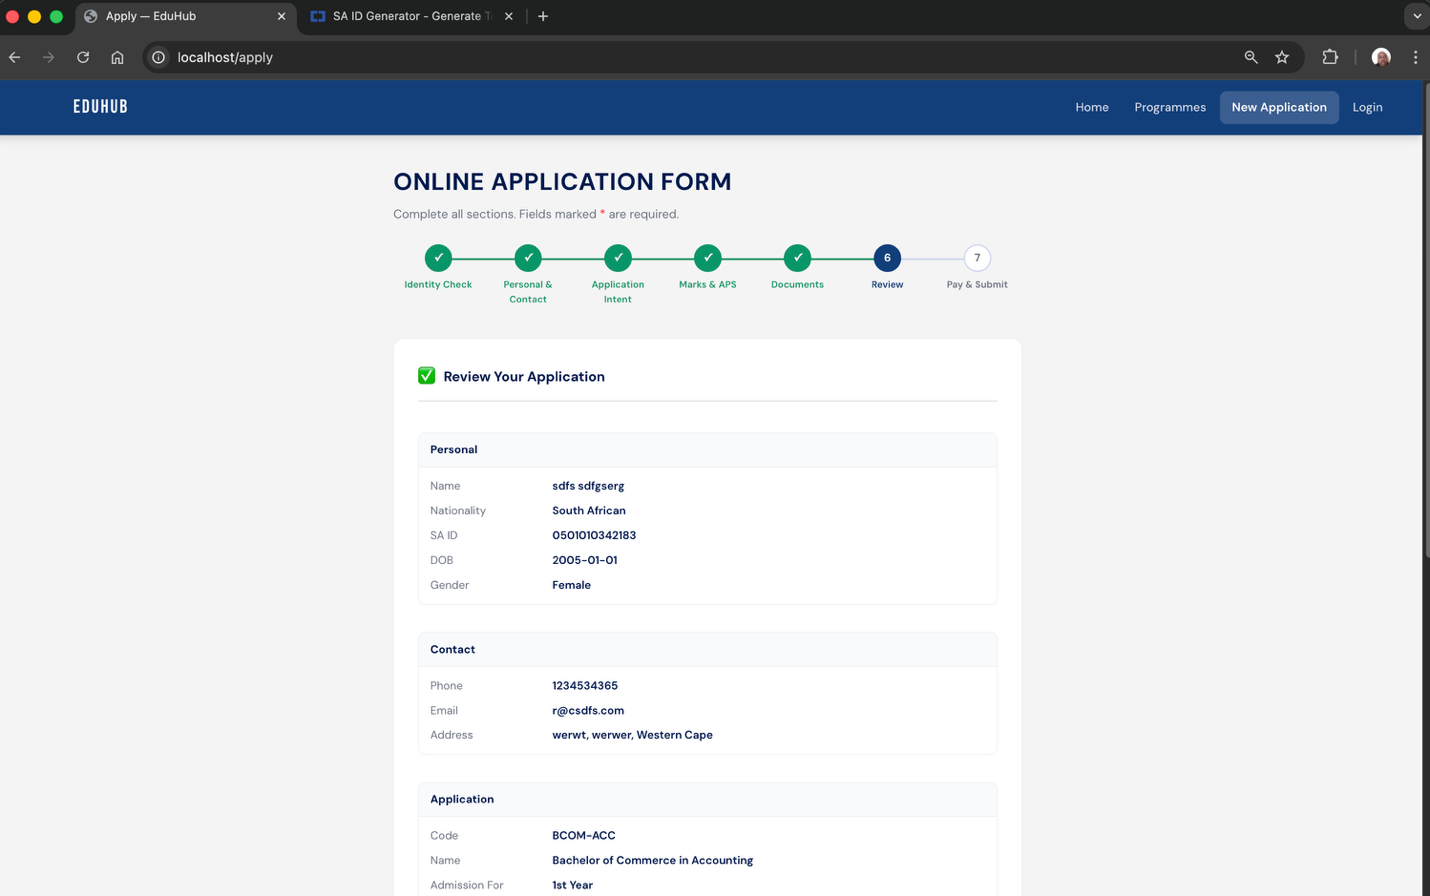 Apply — EduHub
SA ID Generator - Generate T
localhost/apply
EDUHUB
Home
Programmes
New Application
Login
ONLINE APPLICATION FORM
Complete all sections. Fields marked * are required.
6
7
Identity Check
Personal &
Contact
Application
Intent
Marks & APS
Documents
Review
Pay & Submit
Review Your Application
Personal
Name sdfs sdfgserg
Nationality South African
SA ID 0501010342183
DOB 2005-01-01
Gender Female
Contact
Phone 1234534365
Email r@csdfs.com
Address werwt, werwer, Western Cape
Application
Code BCOM-ACC
Name Bachelor of Commerce in Accounting
Admission For 1st Year